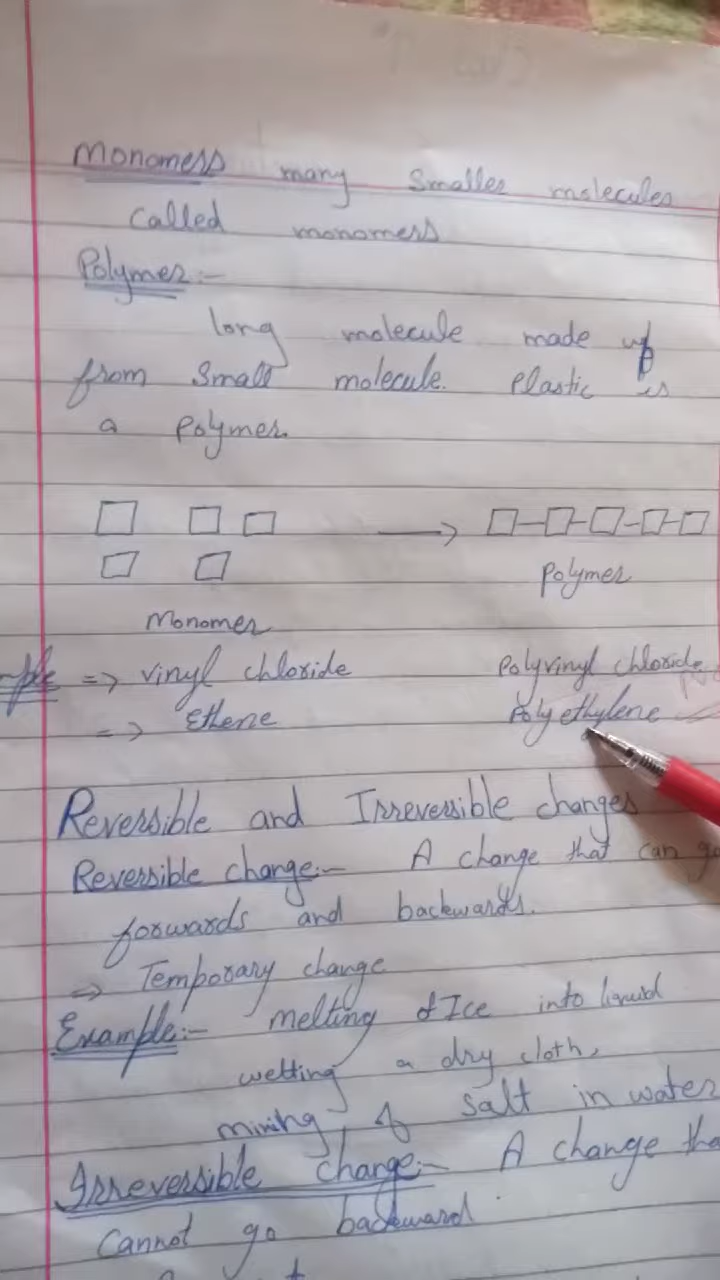 Monomers many Smaller molecules
Called monomers
Polymer:-
long molecule made up
from Small molecule. Plastic is
a Polymer.
Polymer
Monomer
=> Vinyl chloride Polyvinyl chloride
=> Ethene Polyethylene
Reversible and Irreversible changes
Reversible change:- A change that can go
forwards and backwards.
=> Temporary change
Example:- Melting of Ice into liquid
wetting a dry cloth,
mixing of salt in water
Irreversible change:- A change tha
Cannot go backward